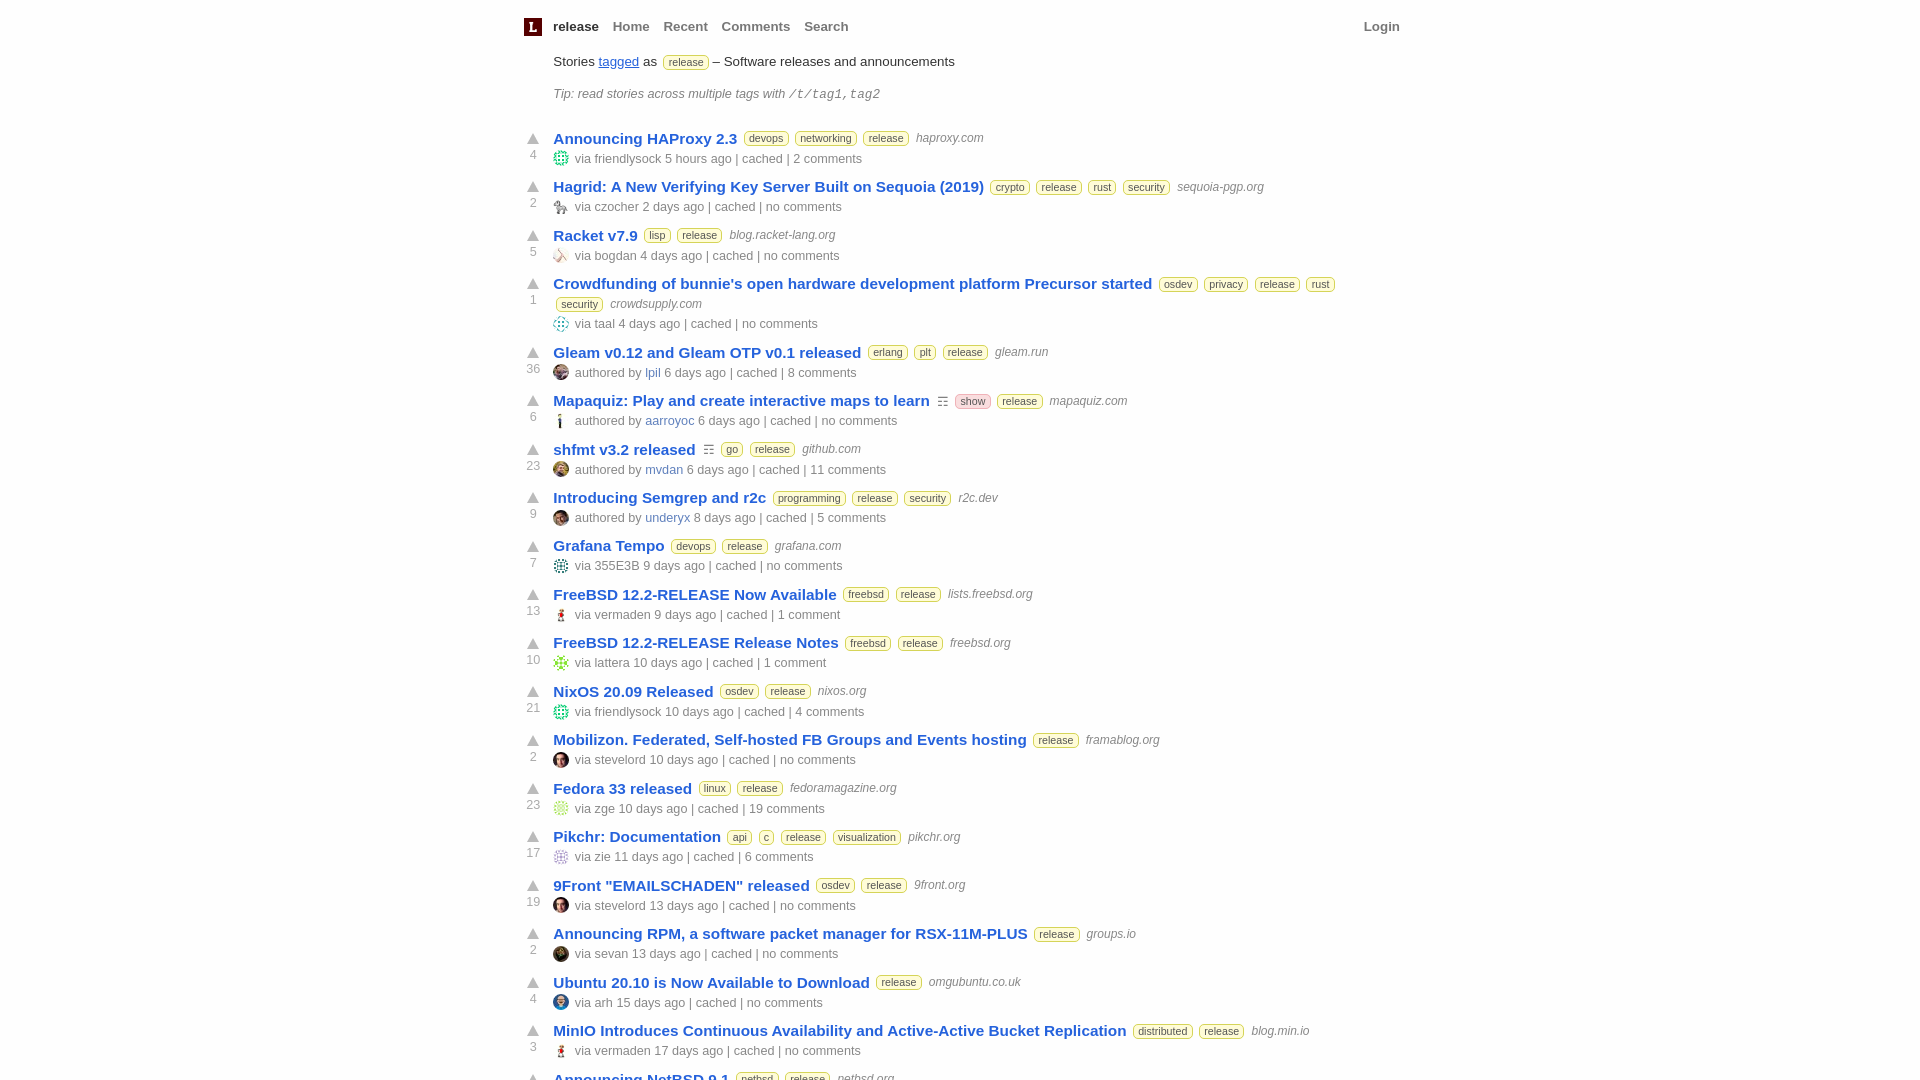 L release Home Recent Comments Search Login
Stories tagged as release – Software releases and announcements
Tip: read stories across multiple tags with /t/tag1,tag2
Announcing HAProxy 2.3 devops networking release haproxy.com
4 via friendlysock 5 hours ago | cached | 2 comments
Hagrid: A New Verifying Key Server Built on Sequoia (2019) crypto release rust security sequoia-pgp.org
2 via czocher 2 days ago | cached | no comments
Racket v7.9 lisp release blog.racket-lang.org
5 via bogdan 4 days ago | cached | no comments
Crowdfunding of bunnie's open hardware development platform Precursor started osdev privacy release rust
1 security crowdsupply.com
via taal 4 days ago | cached | no comments
Gleam v0.12 and Gleam OTP v0.1 released erlang plt release gleam.run
36 authored by lpil 6 days ago | cached | 8 comments
Mapaquiz: Play and create interactive maps to learn ☶ show release mapaquiz.com
6 authored by aarroyoc 6 days ago | cached | no comments
shfmt v3.2 released ☶ go release github.com
23 authored by mvdan 6 days ago | cached | 11 comments
Introducing Semgrep and r2c programming release security r2c.dev
9 authored by underyx 8 days ago | cached | 5 comments
Grafana Tempo devops release grafana.com
7 via 355E3B 9 days ago | cached | no comments
FreeBSD 12.2-RELEASE Now Available freebsd release lists.freebsd.org
13 via vermaden 9 days ago | cached | 1 comment
FreeBSD 12.2-RELEASE Release Notes freebsd release freebsd.org
10 via lattera 10 days ago | cached | 1 comment
NixOS 20.09 Released osdev release nixos.org
21 via friendlysock 10 days ago | cached | 4 comments
Mobilizon. Federated, Self-hosted FB Groups and Events hosting release framablog.org
2 via stevelord 10 days ago | cached | no comments
Fedora 33 released linux release fedoramagazine.org
23 via zge 10 days ago | cached | 19 comments
Pikchr: Documentation api c release visualization pikchr.org
17 via zie 11 days ago | cached | 6 comments
9Front "EMAILSCHADEN" released osdev release 9front.org
19 via stevelord 13 days ago | cached | no comments
Announcing RPM, a software packet manager for RSX-11M-PLUS release groups.io
2 via sevan 13 days ago | cached | no comments
Ubuntu 20.10 is Now Available to Download release omgubuntu.co.uk
4 via arh 15 days ago | cached | no comments
MinIO Introduces Continuous Availability and Active-Active Bucket Replication distributed release blog.min.io
3 via vermaden 17 days ago | cached | no comments
Announcing NetBSD 9.1 netbsd release netbsd.org